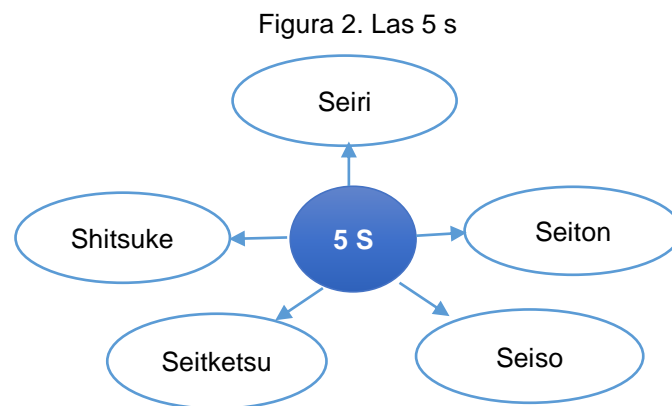 Figura 2. Las 5 s
Seiri
Shitsuke
5 S
Seiton
Seitketsu
Seiso